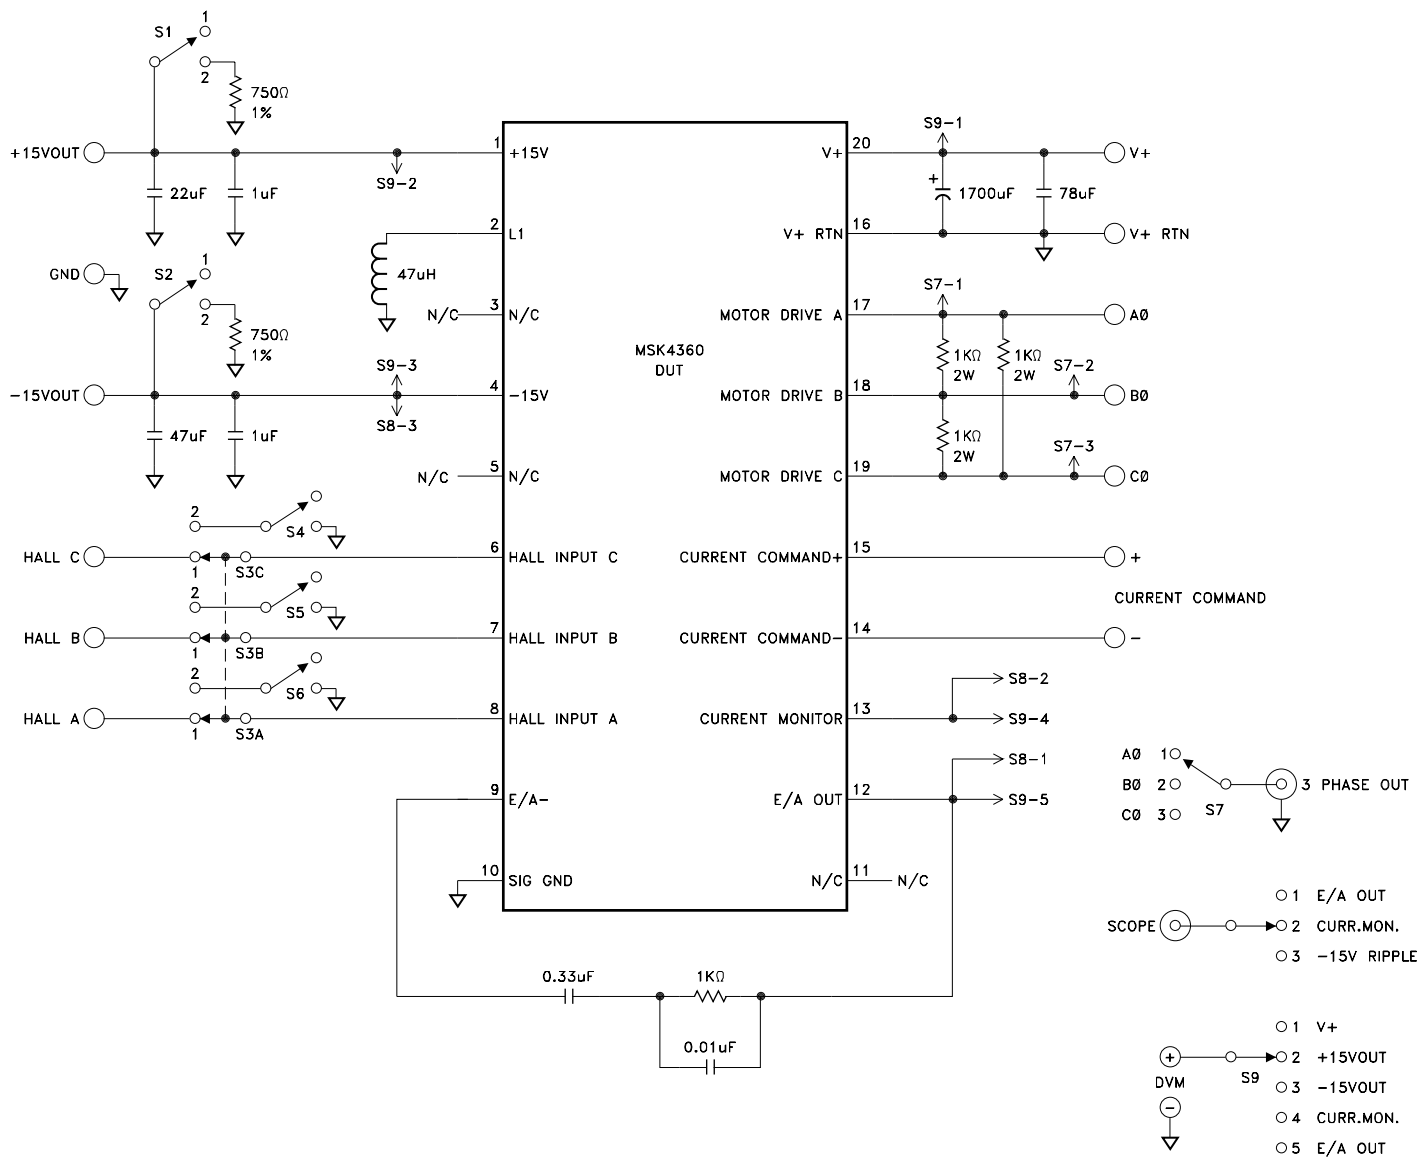 1
S1
2
750Ω
1%
+15VOUT
22uF
1uF
S9-2
1
+15V
2
L1
47uH
GND
S2
1
2
750Ω
1%
N/C
3
N/C
S9-3
-15VOUT
4
-15V
S8-3
47uF
1uF
N/C
5
N/C
MSK4360
DUT
2
S4
HALL C
1
S3C
6
HALL INPUT C
2
S5
HALL B
1
S3B
7
HALL INPUT B
2
S6
HALL A
1
S3A
8
HALL INPUT A
9
E/A-
10
SIG GND
V+
20
S9-1
V+
+
1700uF
78uF
V+ RTN
16
V+ RTN
S7-1
MOTOR DRIVE A
17
AØ
1KΩ
2W
1KΩ
2W
S7-2
MOTOR DRIVE B
18
BØ
1KΩ
2W
S7-3
MOTOR DRIVE C
19
CØ
CURRENT COMMAND+
15
+
CURRENT COMMAND
CURRENT COMMAND-
14
-
S8-2
CURRENT MONITOR
13
S9-4
S8-1
E/A OUT
12
S9-5
N/C
11
N/C
0.33uF
1KΩ
0.01uF
AØ 1
BØ 2
CØ 3
S7
3 PHASE OUT
1 E/A OUT
SCOPE
2 CURR.MON.
3 -15V RIPPLE
1 V+
+
2 +15VOUT
DVM
S9
3 -15VOUT
-
4 CURR.MON.
5 E/A OUT